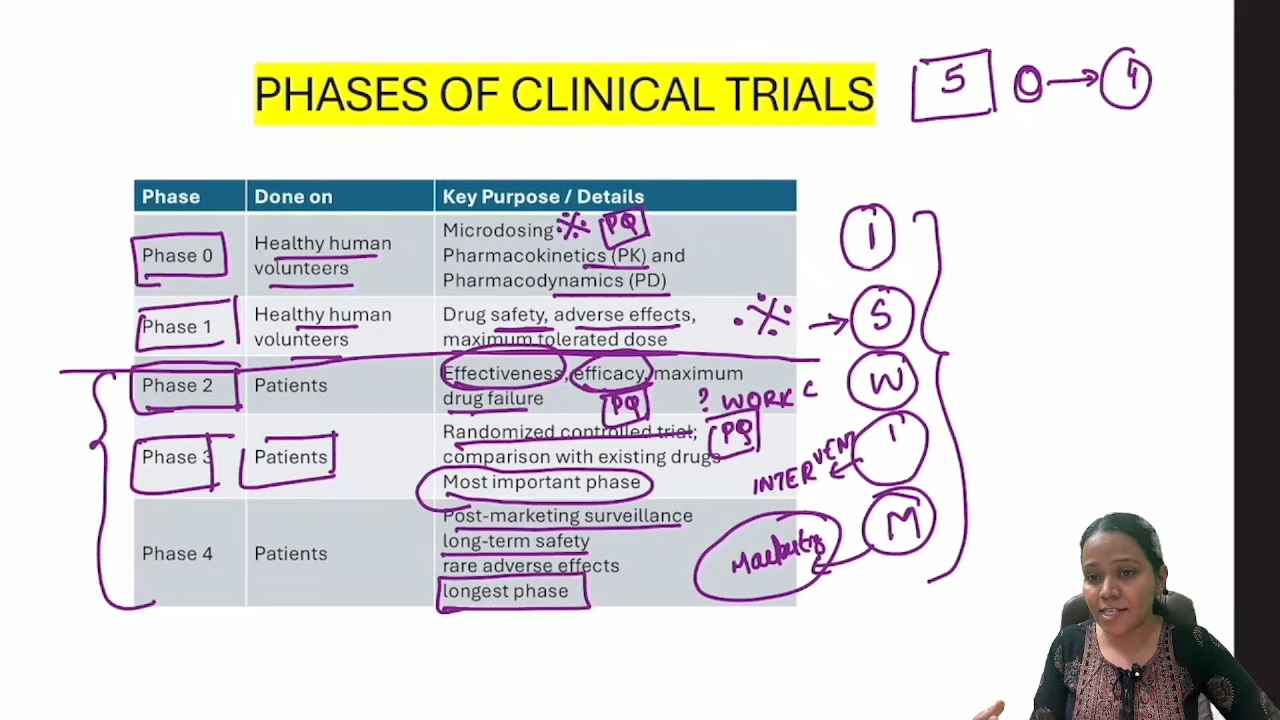 PHASES OF CLINICAL TRIALS 5 0 → 4
Phase Done on Key Purpose / Details
Phase 0 Healthy human volunteers Microdosing PQ
Pharmacokinetics (PK) and
Pharmacodynamics (PD)
I
Phase 1 Healthy human volunteers Drug safety, adverse effects,
maximum tolerated dose
→ S
Phase 2 Patients Effectiveness, efficacy, maximum
drug failure PQ
? WORK
W
Phase 3 Patients Randomized controlled trial; PQ
comparison with existing drugs
Most important phase
INTERVENT
I
Phase 4 Patients Post-marketing surveillance
long-term safety
rare adverse effects
longest phase
Marketing
M